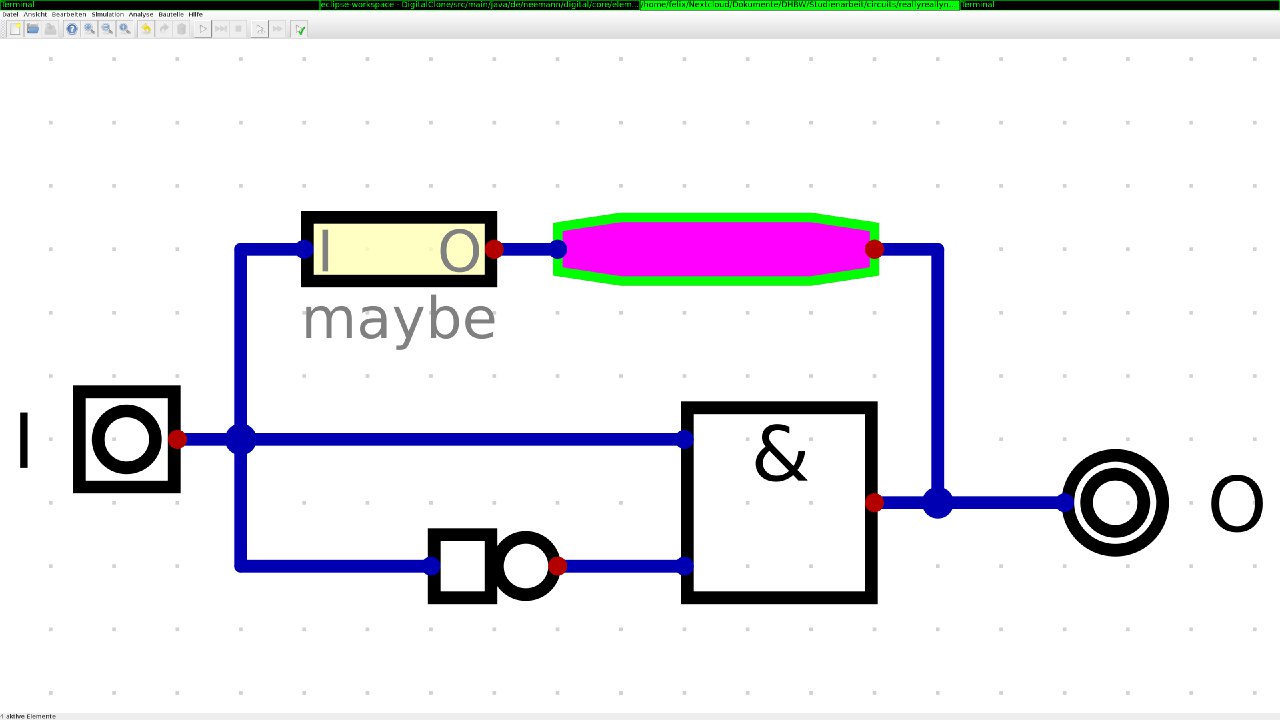 Terminal
eclipse-workspace - DigitalClone/src/main/java/de/neemann/digital/core/elem...
/home/felix/Nextcloud/Dokumente/DHBW/Studienarbeit/circuits/reallyreallyn...
Terminal
Datei Ansicht Bearbeiten Simulation Analyse Bauteile Hilfe
I O
maybe
I
&
O
4 aktive Elemente